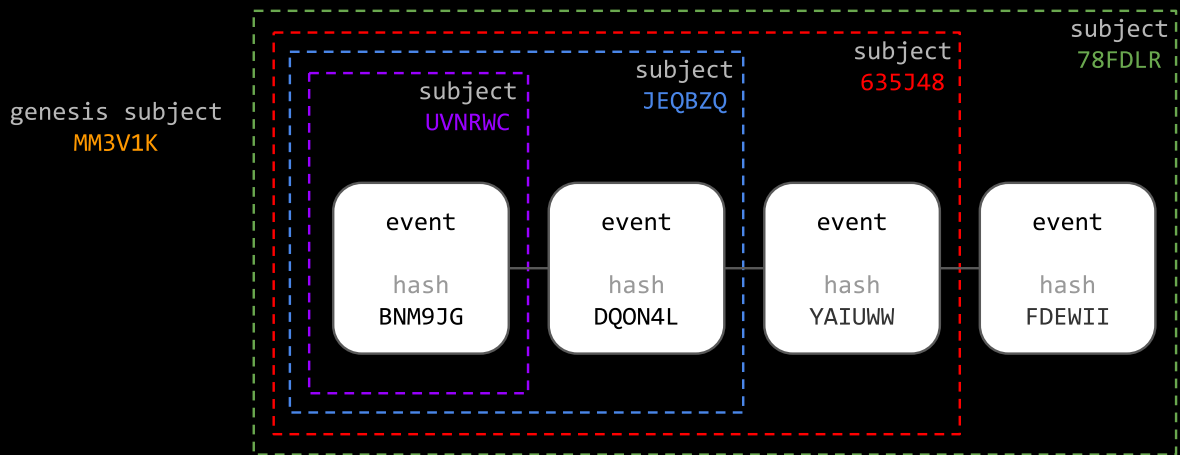 genesis subject
MM3V1K
subject
UVNRWC
subject
JEQBZQ
subject
635J48
subject
78FDLR
event
hash
BNM9JG
event
hash
DQON4L
event
hash
YAIUWW
event
hash
FDEWII